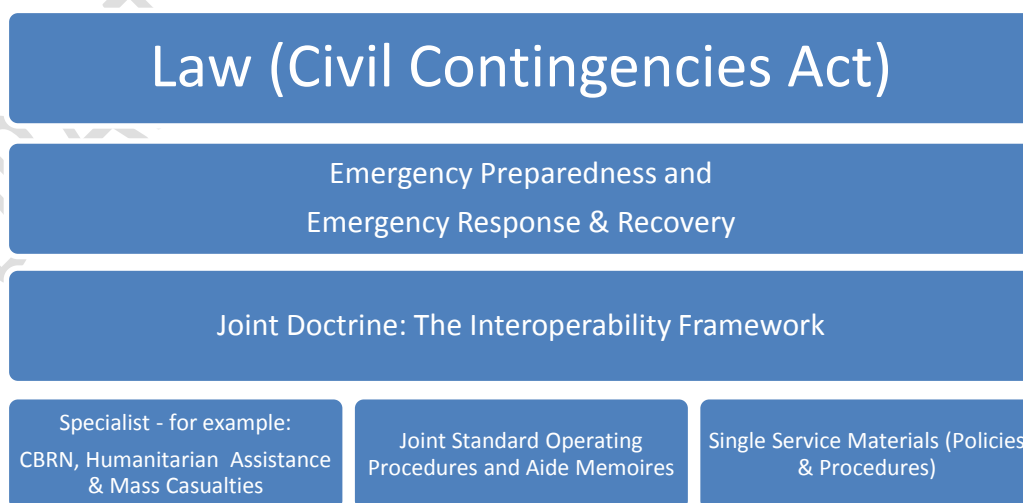 Law (Civil Contingencies Act)
Emergency Preparedness and
Emergency Response & Recovery
Joint Doctrine: The Interoperability Framework
Specialist - for example:
CBRN, Humanitarian Assistance
& Mass Casualties
Joint Standard Operating
Procedures and Aide Memoires
Single Service Materials (Policies
& Procedures)